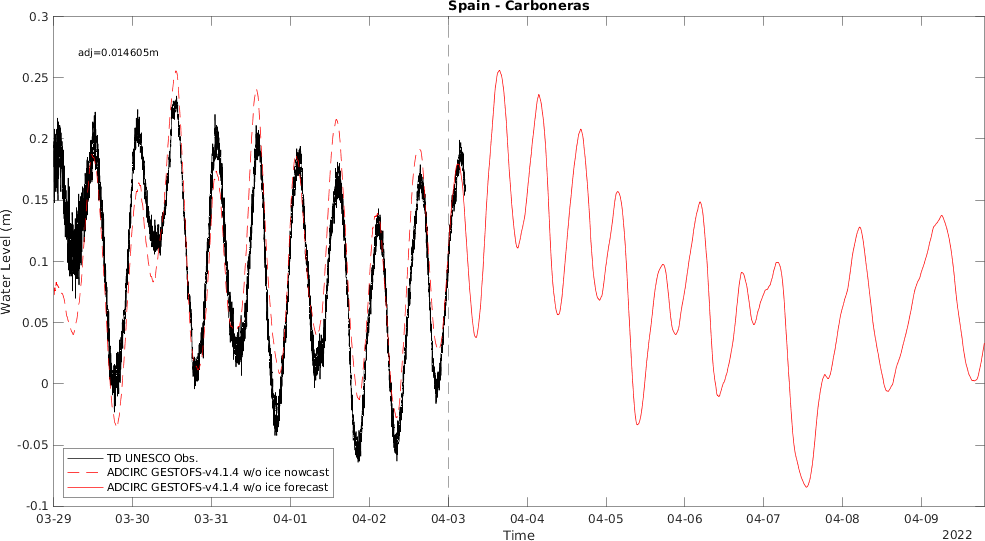 Spain - Carboneras
adj=0.014605m
0.3
0.25
0.2
0.15
0.1
0.05
0
-0.05
-0.1
Water Level (m)
TD UNESCO Obs.
ADCIRC GESTOFS-v4.1.4 w/o ice nowcast
ADCIRC GESTOFS-v4.1.4 w/o ice forecast
03-29 03-30 03-31 04-01 04-02 04-03 04-04 04-05 04-06 04-07 04-08 04-09
Time
2022